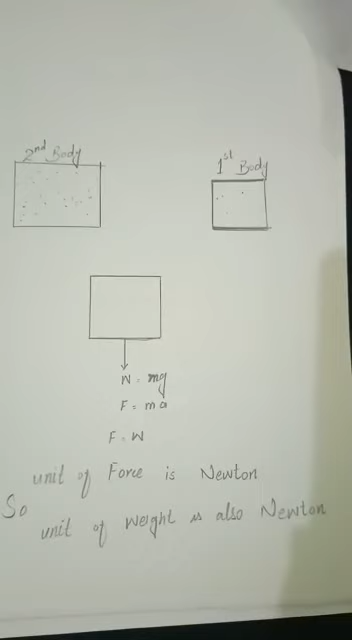 2nd Body
1st Body
W = mg
F = ma
F = W
unit of Force is Newton
So
unit of Weight is also Newton